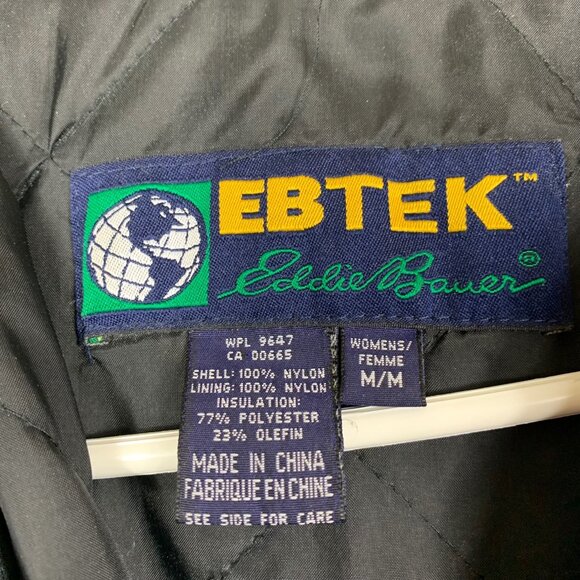 EBTEK™
Eddie Bauer®
WPL 9647
CA 00665
SHELL: 100% NYLON
LINING: 100% NYLON
INSULATION:
77% POLYESTER
23% OLEFIN
MADE IN CHINA
FABRIQUE EN CHINE
SEE SIDE FOR CARE
WOMENS/
FEMME
M/M